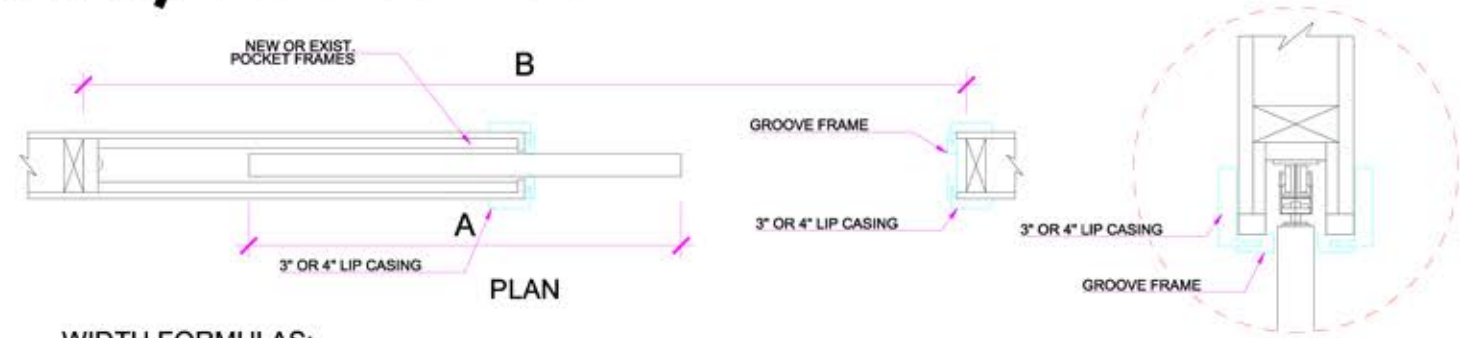 NEW OR EXIST.
POCKET FRAMES
B
GROOVE FRAME
A
3" OR 4" LIP CASING
3" OR 4" LIP CASING
3" OR 4" LIP CASING
GROOVE FRAME
PLAN
WIDTH FORMULAS: